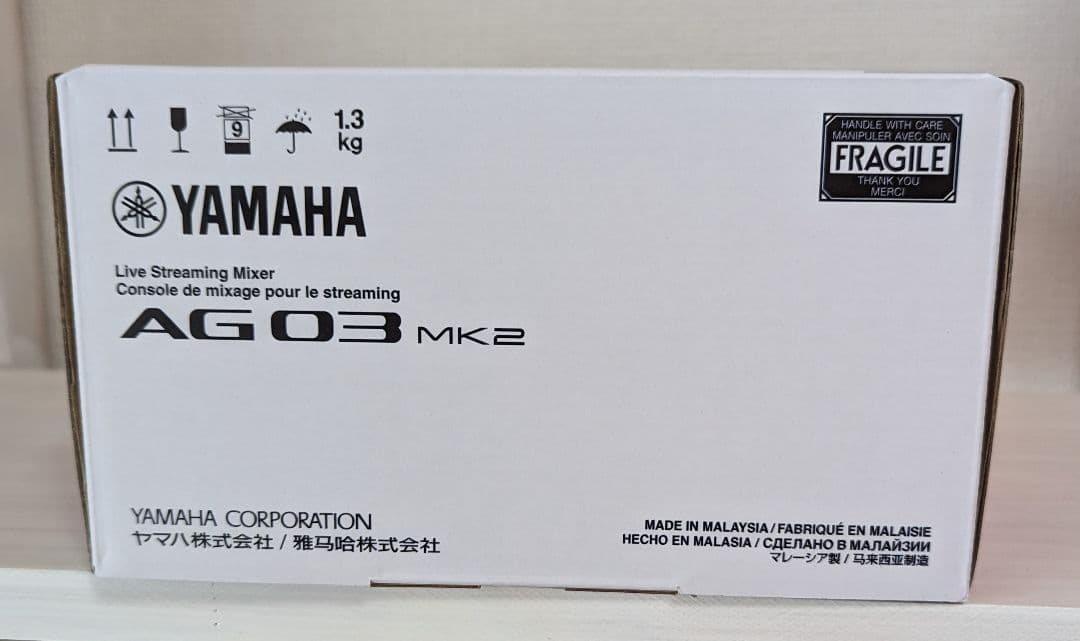 9
1.3
kg
HANDLE WITH CARE
MANIPULER AVEC SOIN
FRAGILE
THANK YOU
MERCI
YAMAHA
Live Streaming Mixer
Console de mixage pour le streaming
AG03 MK2
YAMAHA CORPORATION
ヤマハ株式会社 / 雅马哈株式会社
MADE IN MALAYSIA / FABRIQUÉ EN MALAISIE
HECHO EN MALASIA / СДЕЛАНО В МАЛАЙЗИИ
マレーシア製 / 马来西亚制造